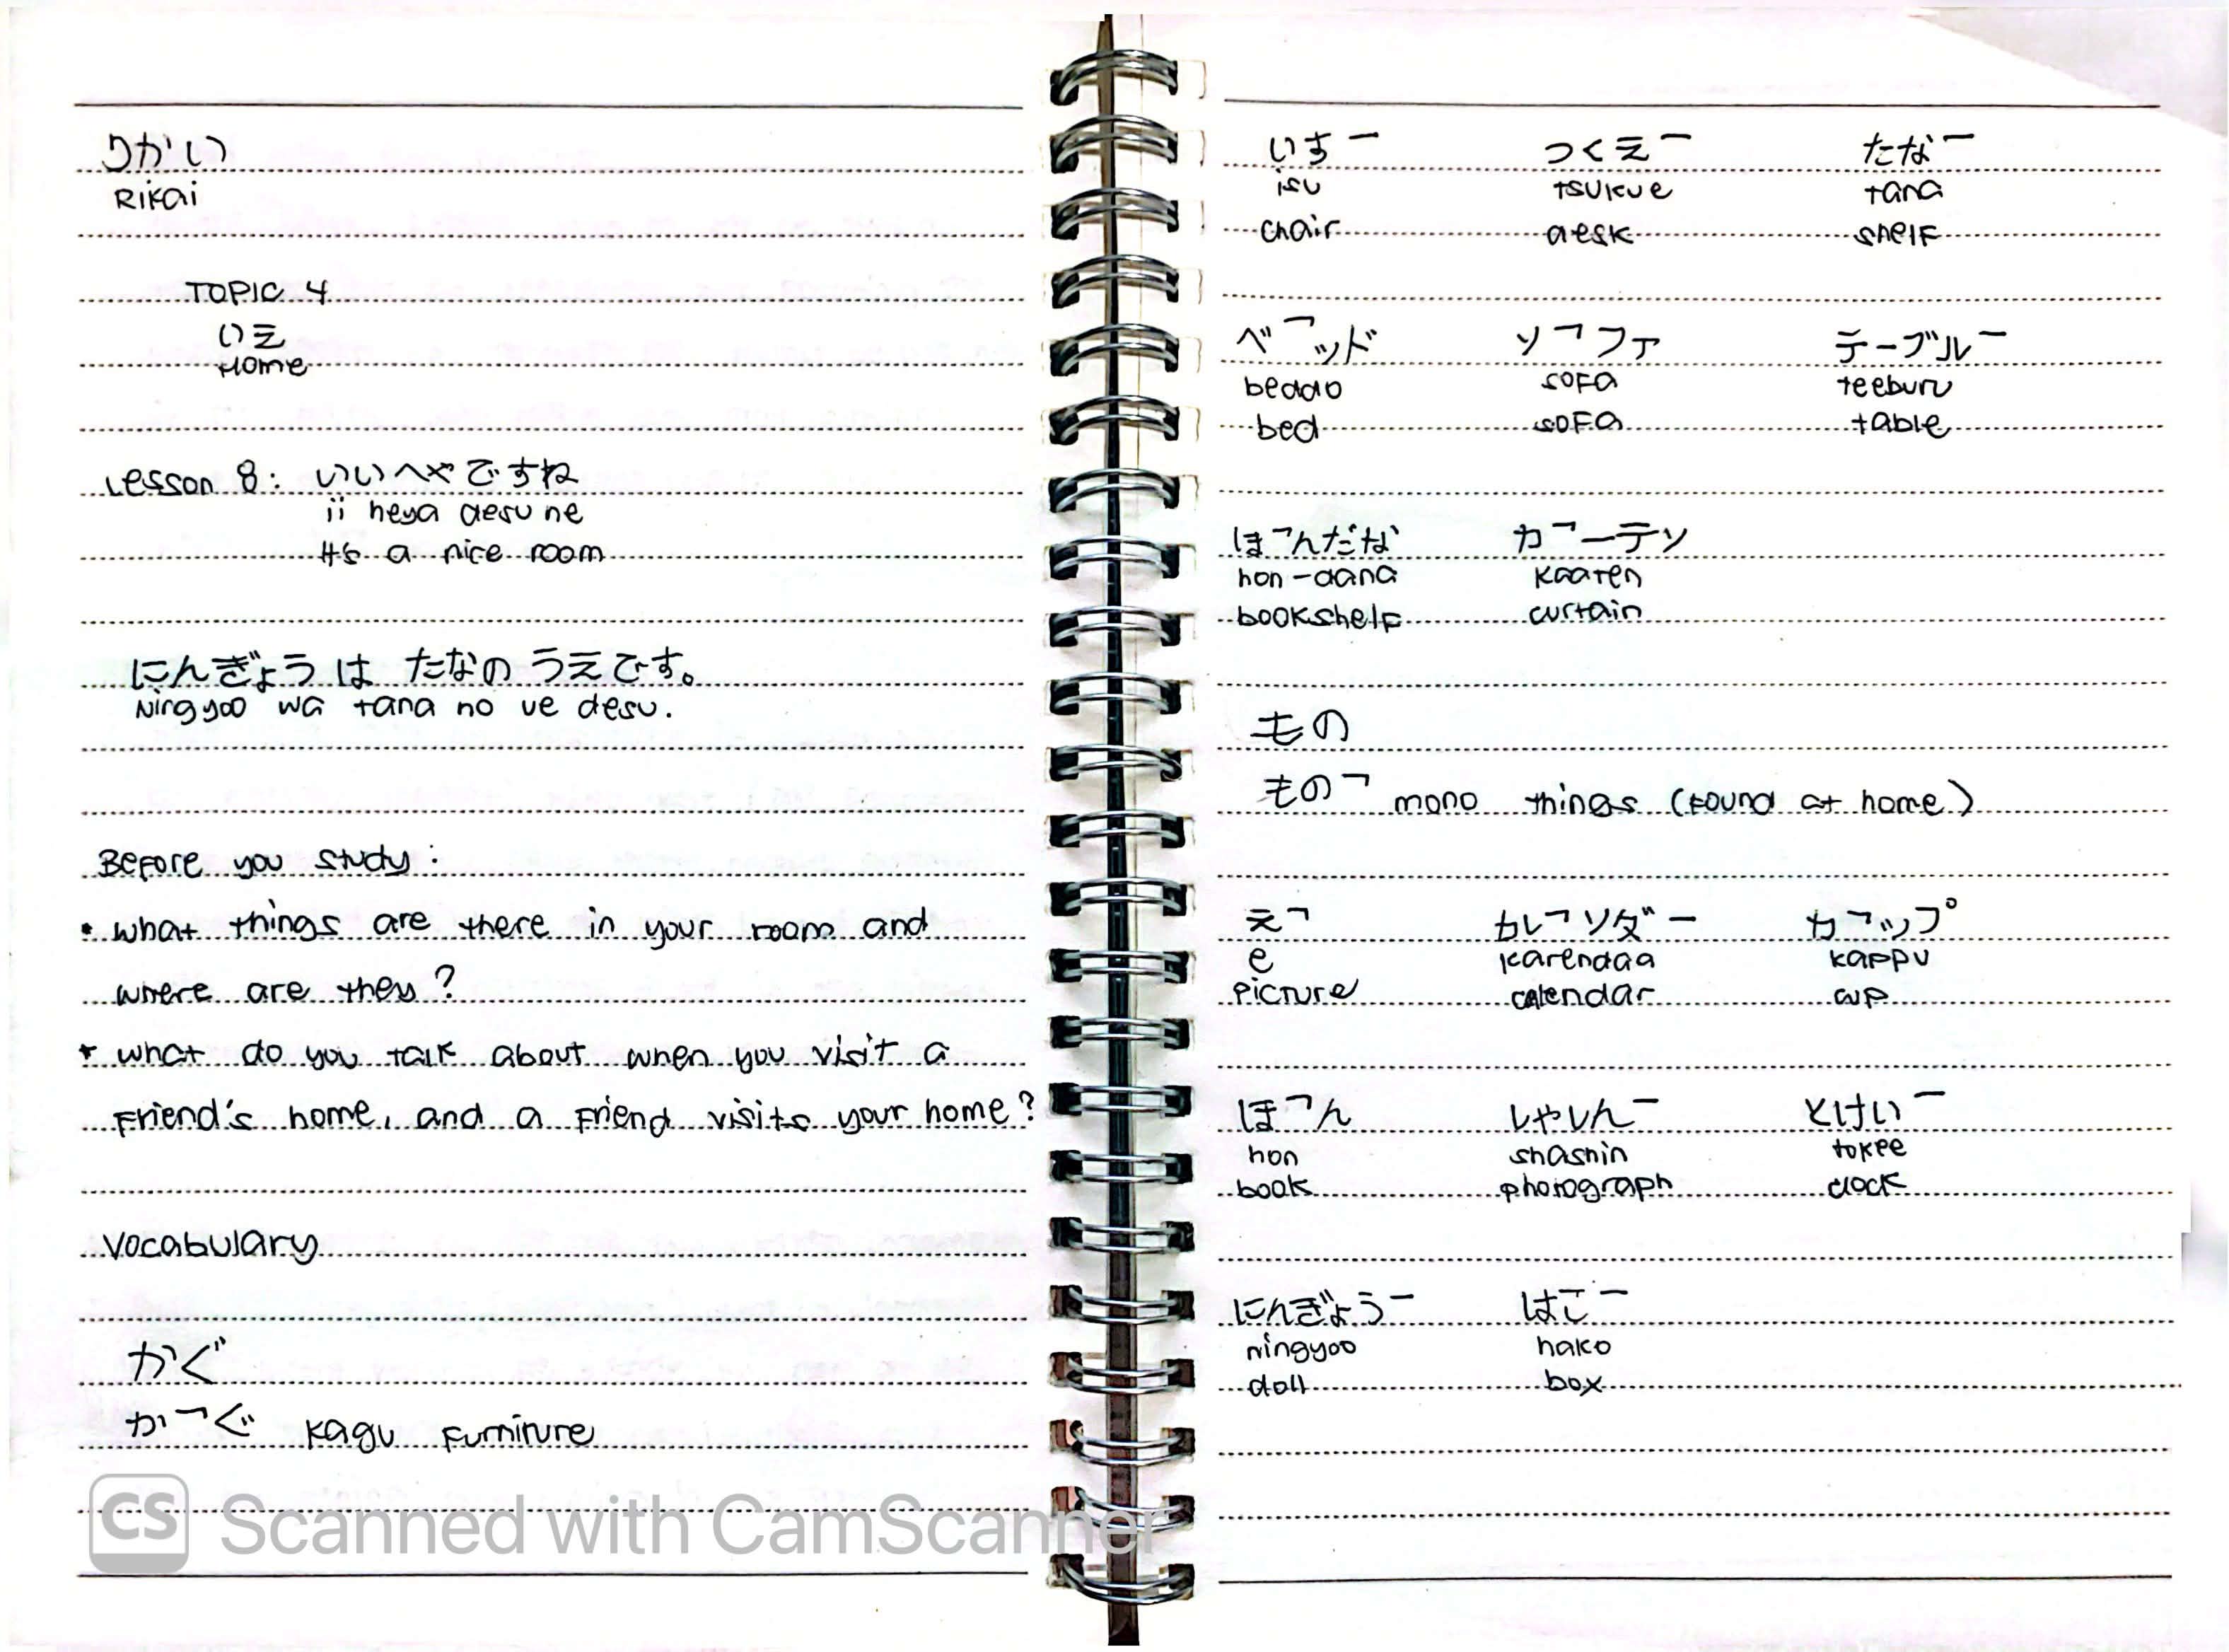 りかい
Rikai
TOPIC 4
いえ
Home
Lesson 8: いいへやですね
ii heya desu ne
It's a nice room
にんぎょうは たなの うえです。
Ningyoo wa tana no ue desu.
Before you study:
* what things are there in your room and
where are they?
* what do you talk about when you visit a
Friend's home, and a Friend visits your home?
Vocabulary
かぐ
か￢ぐ kagu furniture
CS Scanned with CamScanner
いす￣ つくえ￣ たな￣
isu tsukue tana
chair desk shelf
ベ￢ッド ソ￢ファ テーブル￣
beddo sofa teeburu
bed sofa table
ほ￢んだな カ￢ーテン
hon-dana kaaten
bookshelf curtain
もの
もの￢ mono things (found at home)
え￢ カレ￢ンダー カ￢ップ
e karendaa kappu
picture calendar cup
ほ￢ん しゃしん￣ とけい￣
hon shashin tokee
book photograph clock
にんぎょう￣ はこ￣
ningyoo hako
doll box